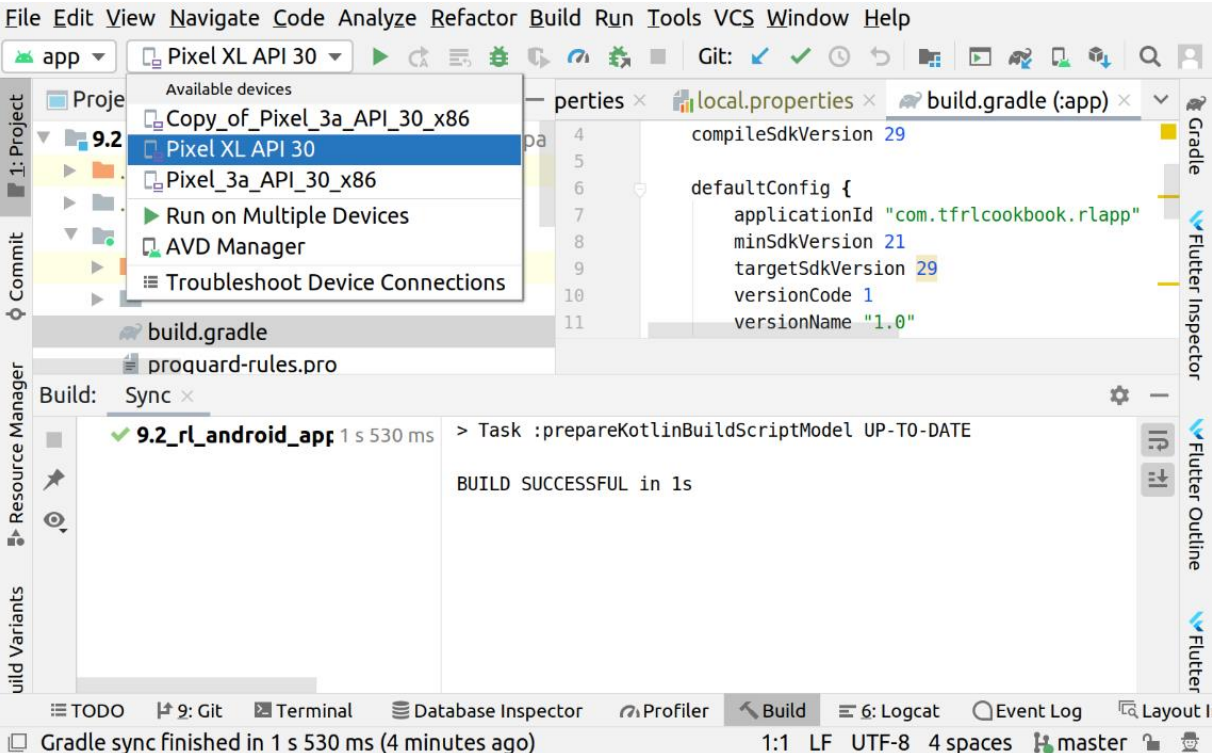 File Edit View Navigate Code Analyze Refactor Build Run Tools VCS Window Help
app Pixel XL API 30 Git:
1: Project
Commit
Resource Manager
Build Variants
Proje
9.2
Available devices
Copy_of_Pixel_3a_API_30_x86
Pixel XL API 30
Pixel_3a_API_30_x86
Run on Multiple Devices
AVD Manager
Troubleshoot Device Connections
build.gradle
proguard-rules.pro
perties local.properties build.gradle (:app)
4 compileSdkVersion 29
5
6 defaultConfig {
7 applicationId "com.tfrlcookbook.rlapp"
8 minSdkVersion 21
9 targetSdkVersion 29
10 versionCode 1
11 versionName "1.0"
Gradle
Flutter Inspector
Flutter Outline
Flutter
Build: Sync
9.2_rl_android_app 1 s 530 ms
> Task :prepareKotlinBuildScriptModel UP-TO-DATE
BUILD SUCCESSFUL in 1s
TODO 9: Git Terminal Database Inspector Profiler Build 6: Logcat Event Log Layout I
Gradle sync finished in 1 s 530 ms (4 minutes ago) 1:1 LF UTF-8 4 spaces master